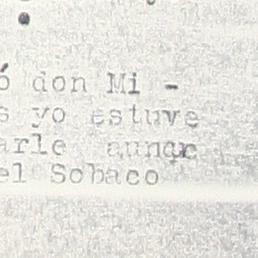 ó don Mi -
s yo estuve
arle aunqe
el Sobaco